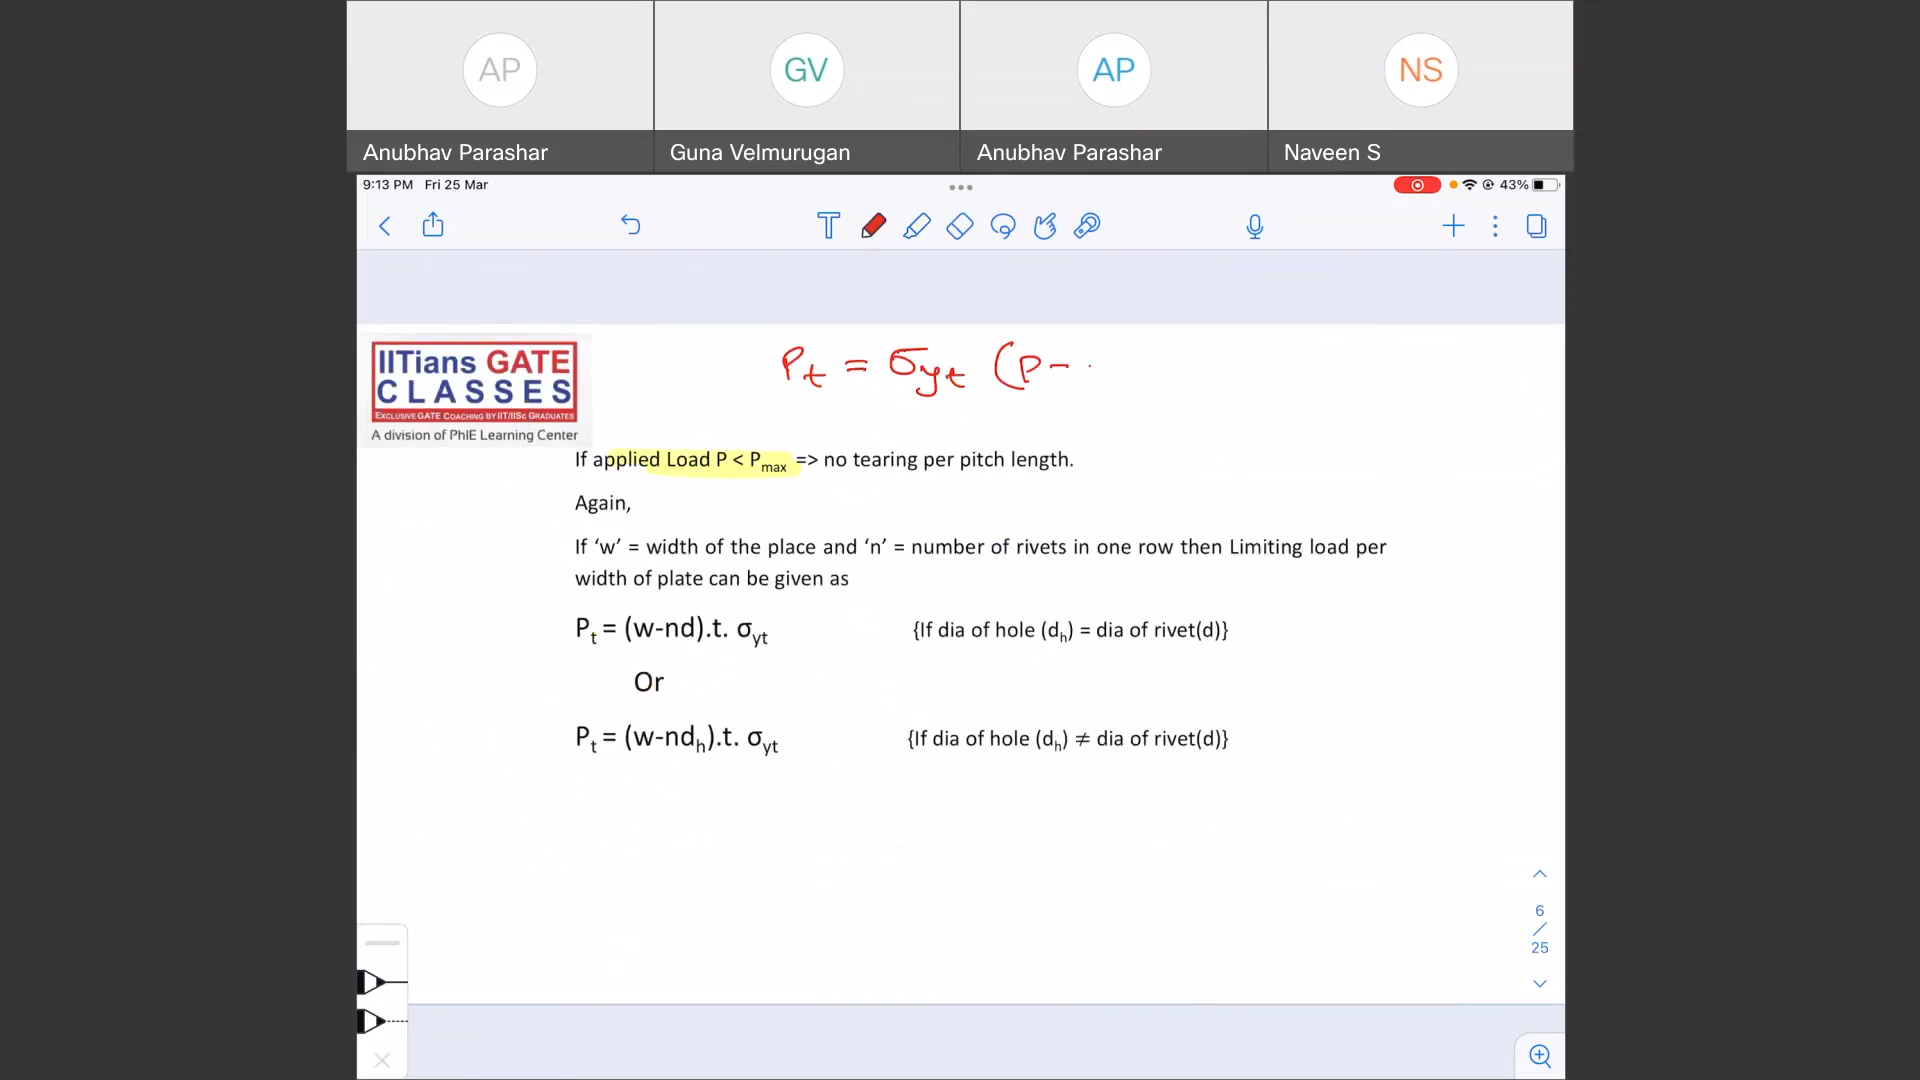 AP
GV
AP
NS
Anubhav Parashar
Guna Velmurugan
Anubhav Parashar
Naveen S
9:13 PM Fri 25 Mar
43%
T
IITians GATE
CLASSES
EXCLUSIVE GATE COACHING BY IIT/IISc GRADUATES
A division of PhIE Learning Center
Pt = σyt (p-
If applied Load P < Pmax => no tearing per pitch length.
Again,
If ‘w’ = width of the place and ‘n’ = number of rivets in one row then Limiting load per
width of plate can be given as
Pt = (w-nd).t. σyt {If dia of hole (dh) = dia of rivet(d)}
Or
Pt = (w-ndh).t. σyt {If dia of hole (dh) ≠ dia of rivet(d)}
6
/
25